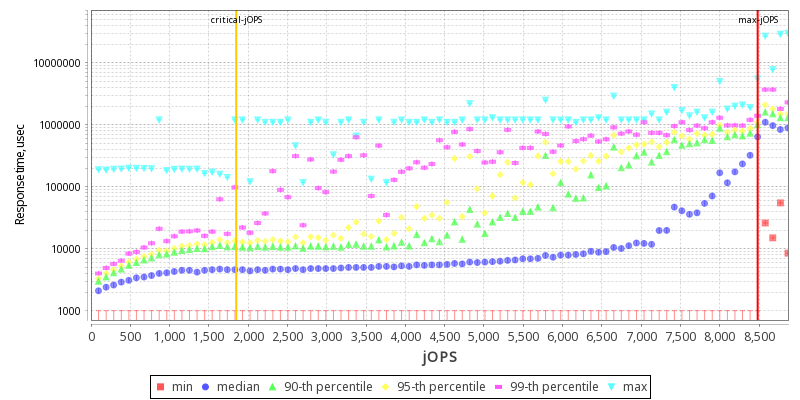 critical-jOPS max-jOPS
Response time, usec
10000000
1000000
100000
10000
1000
0 500 1,000 1,500 2,000 2,500 3,000 3,500 4,000 4,500 5,000 5,500 6,000 6,500 7,000 7,500 8,000 8,500
jOPS
min median 90-th percentile 95-th percentile 99-th percentile max